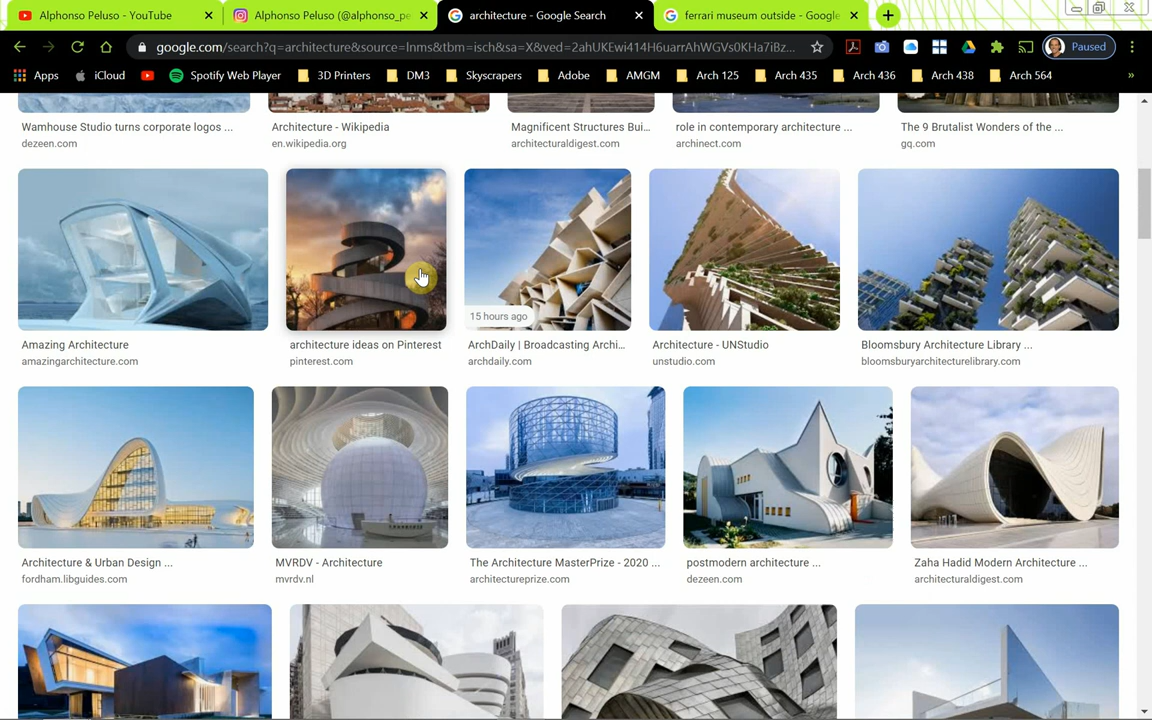 Alphonso Peluso - YouTube
Alphonso Peluso (@alphonso_pe
architecture - Google Search
ferrari museum outside - Google
google.com/search?q=architecture&source=lnms&tbm=isch&sa=X&ved=2ahUKEwi414H6uarrAhWGVs0KHa7iBz...
Paused
Apps
iCloud
Spotify Web Player
3D Printers
DM3
Skyscrapers
Adobe
AMGM
Arch 125
Arch 435
Arch 436
Arch 438
Arch 564
»
Wamhouse Studio turns corporate logos ...
Architecture - Wikipedia
Magnificent Structures Bui...
role in contemporary architecture ...
The 9 Brutalist Wonders of the ...
dezeen.com
en.wikipedia.org
architecturaldigest.com
archinect.com
gq.com
15 hours ago
Amazing Architecture
architecture ideas on Pinterest
ArchDaily | Broadcasting Archi...
Architecture - UNStudio
Bloomsbury Architecture Library ...
amazingarchitecture.com
pinterest.com
archdaily.com
unstudio.com
bloomsburyarchitecturelibrary.com
Architecture & Urban Design ...
MVRDV - Architecture
The Architecture MasterPrize - 2020 ...
postmodern architecture ...
Zaha Hadid Modern Architecture ...
fordham.libguides.com
mvrdv.nl
architectureprize.com
dezeen.com
architecturaldigest.com